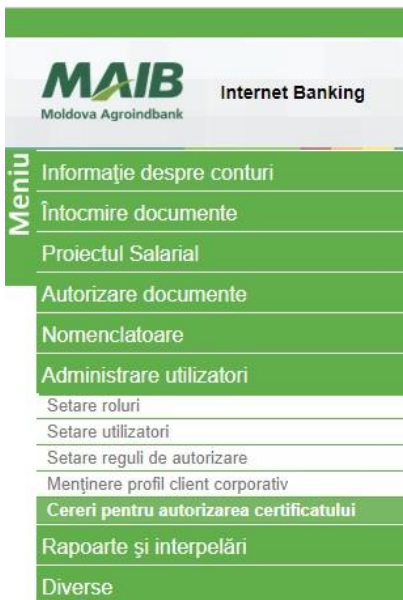 MAIB
Moldova Agroindbank
Internet Banking
Meniu
Informaţie despre conturi
Întocmire documente
Proiectul Salarial
Autorizare documente
Nomenclatoare
Administrare utilizatori
Setare roluri
Setare utilizatori
Setare reguli de autorizare
Menţinere profil client corporativ
Cereri pentru autorizarea certificatului
Rapoarte şi interpelări
Diverse